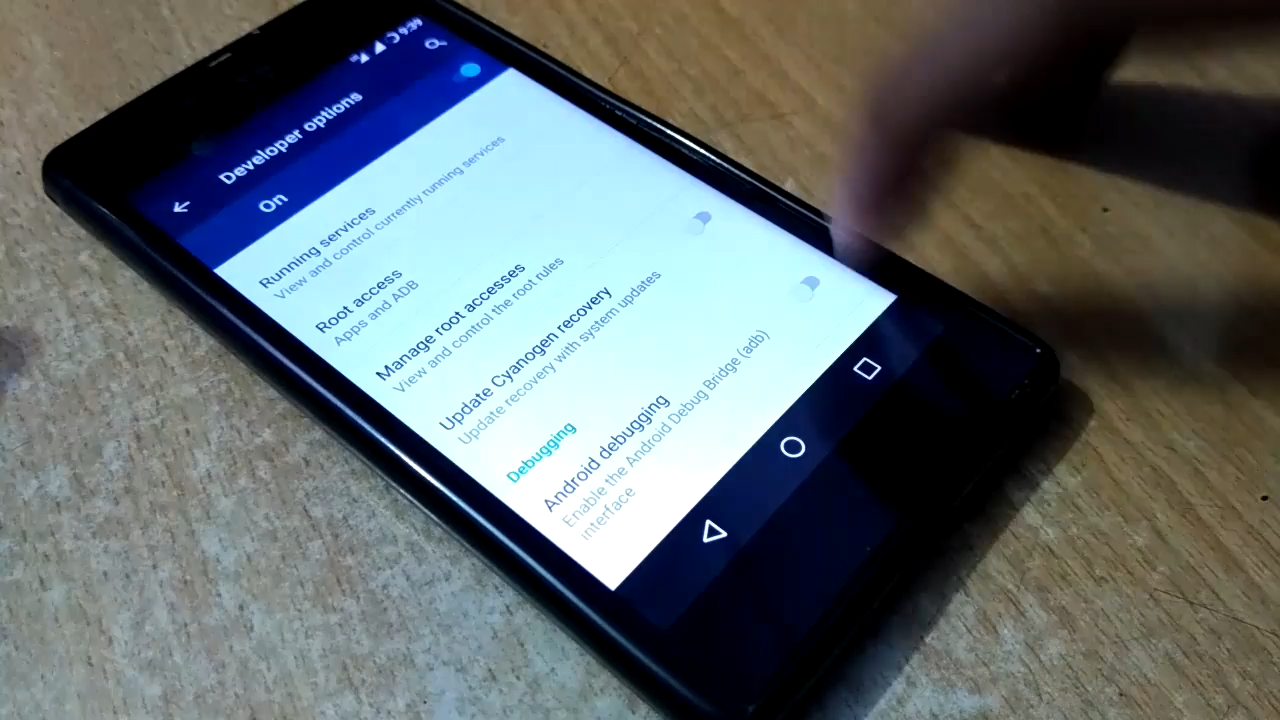 9:39
Developer options
On
Running services
View and control currently running services
Root access
Apps and ADB
Manage root accesses
View and control the root rules
Update Cyanogen recovery
Update recovery with system updates
Debugging
Android debugging
Enable the Android Debug Bridge (adb)
interface